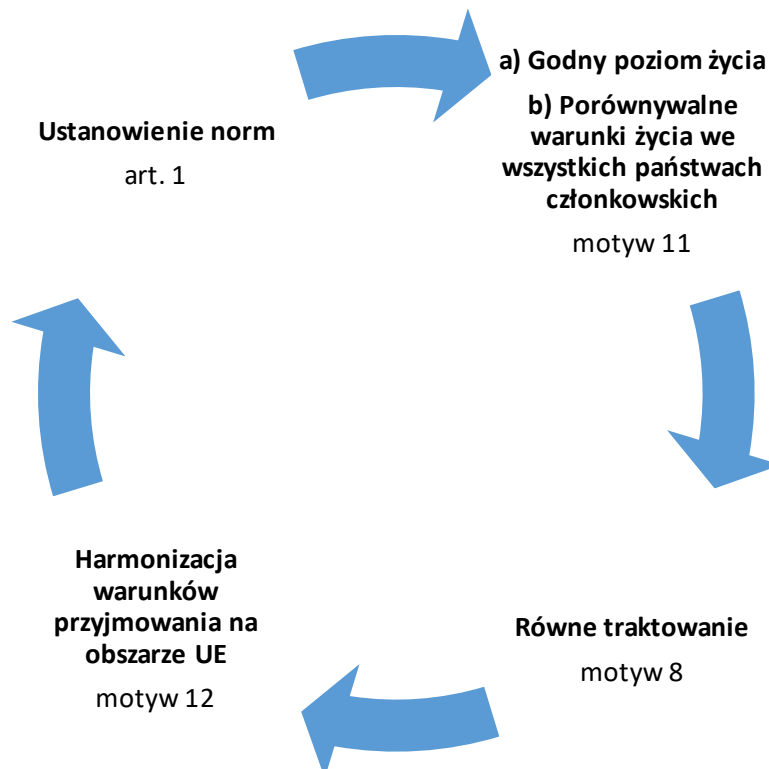 Ustanowienie norm
art. 1
a) Godny poziom życia
b) Porównywalne
warunki życia we
wszystkich państwach
członkowskich
motyw 11
Równe traktowanie
motyw 8
Harmonizacja
warunków
przyjmowania na
obszarze UE
motyw 12